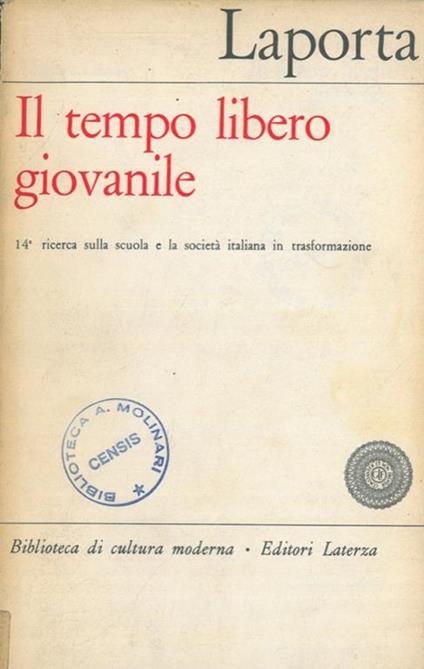 Laporta
Il tempo libero
giovanile
14ª ricerca sulla scuola e la società italiana in trasformazione
BIBLIOTECA A. MOLINARI *
CENSIS
Biblioteca di cultura moderna • Editori Laterza